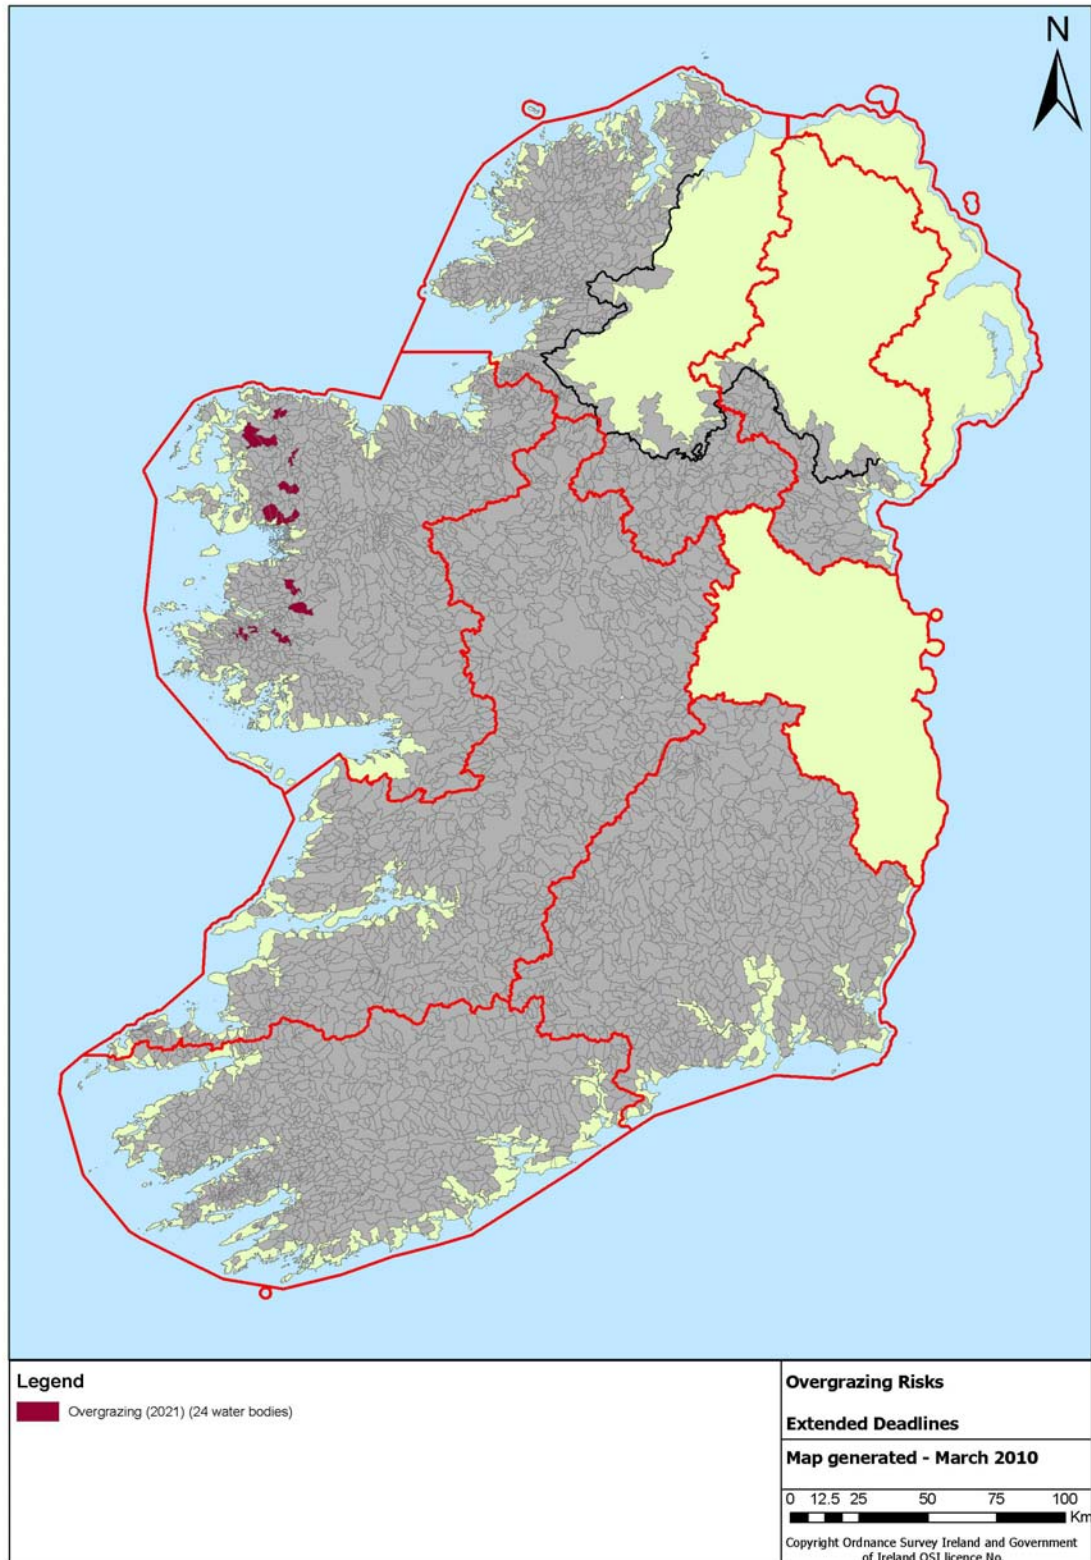 N
Legend
Overgrazing (2021) (24 water bodies)
Overgrazing Risks
Extended Deadlines
Map generated - March 2010
0 12.5 25 50 75 100
Km
Copyright Ordnance Survey Ireland and Government
of Ireland OSI licence No